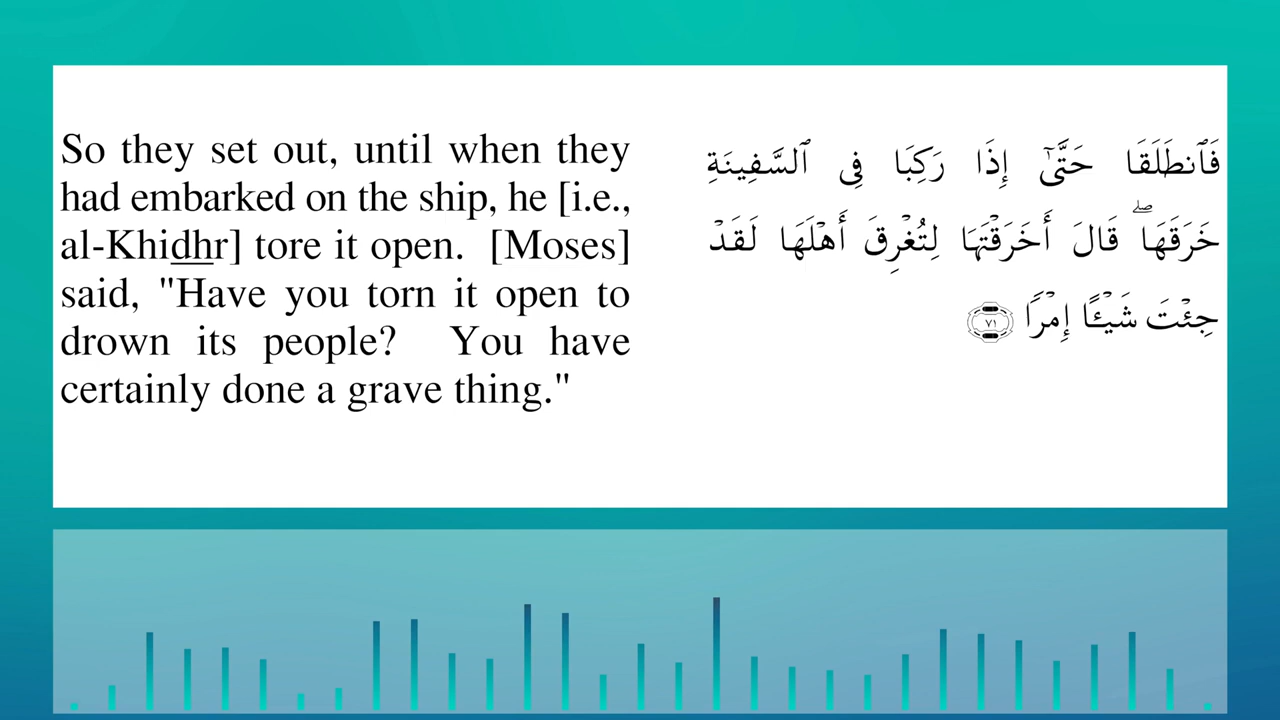 So they set out, until when they
had embarked on the ship, he [i.e.,
al-Khidhr] tore it open. [Moses]
said, "Have you torn it open to
drown its people? You have
certainly done a grave thing."
فَٱنطَلَقَا حَتَّىٰٓ إِذَا رَكِبَا فِى ٱلسَّفِينَةِ
خَرَقَهَا ۖ قَالَ أَخَرَقْتَهَا لِتُغْرِقَ أَهْلَهَا لَقَدْ
جِئْتَ شَيْـًٔا إِمْرًا ٧١